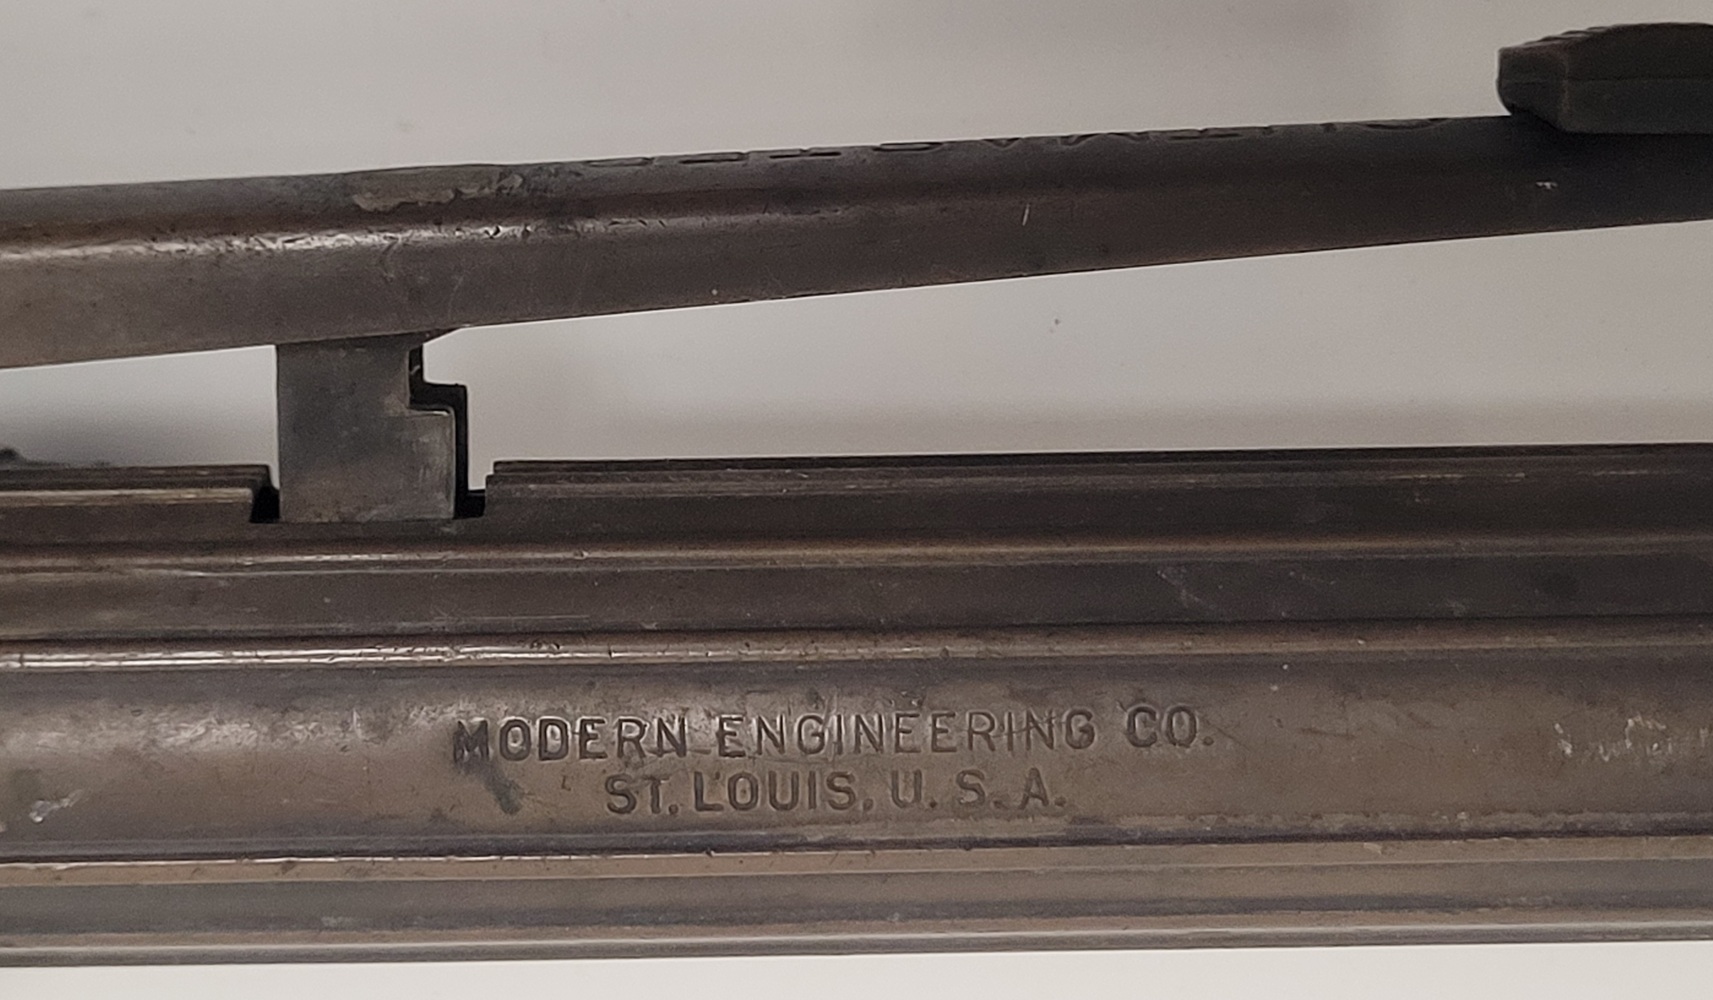 MODERN ENGINEERING CO.
ST. LOUIS, U. S. A.